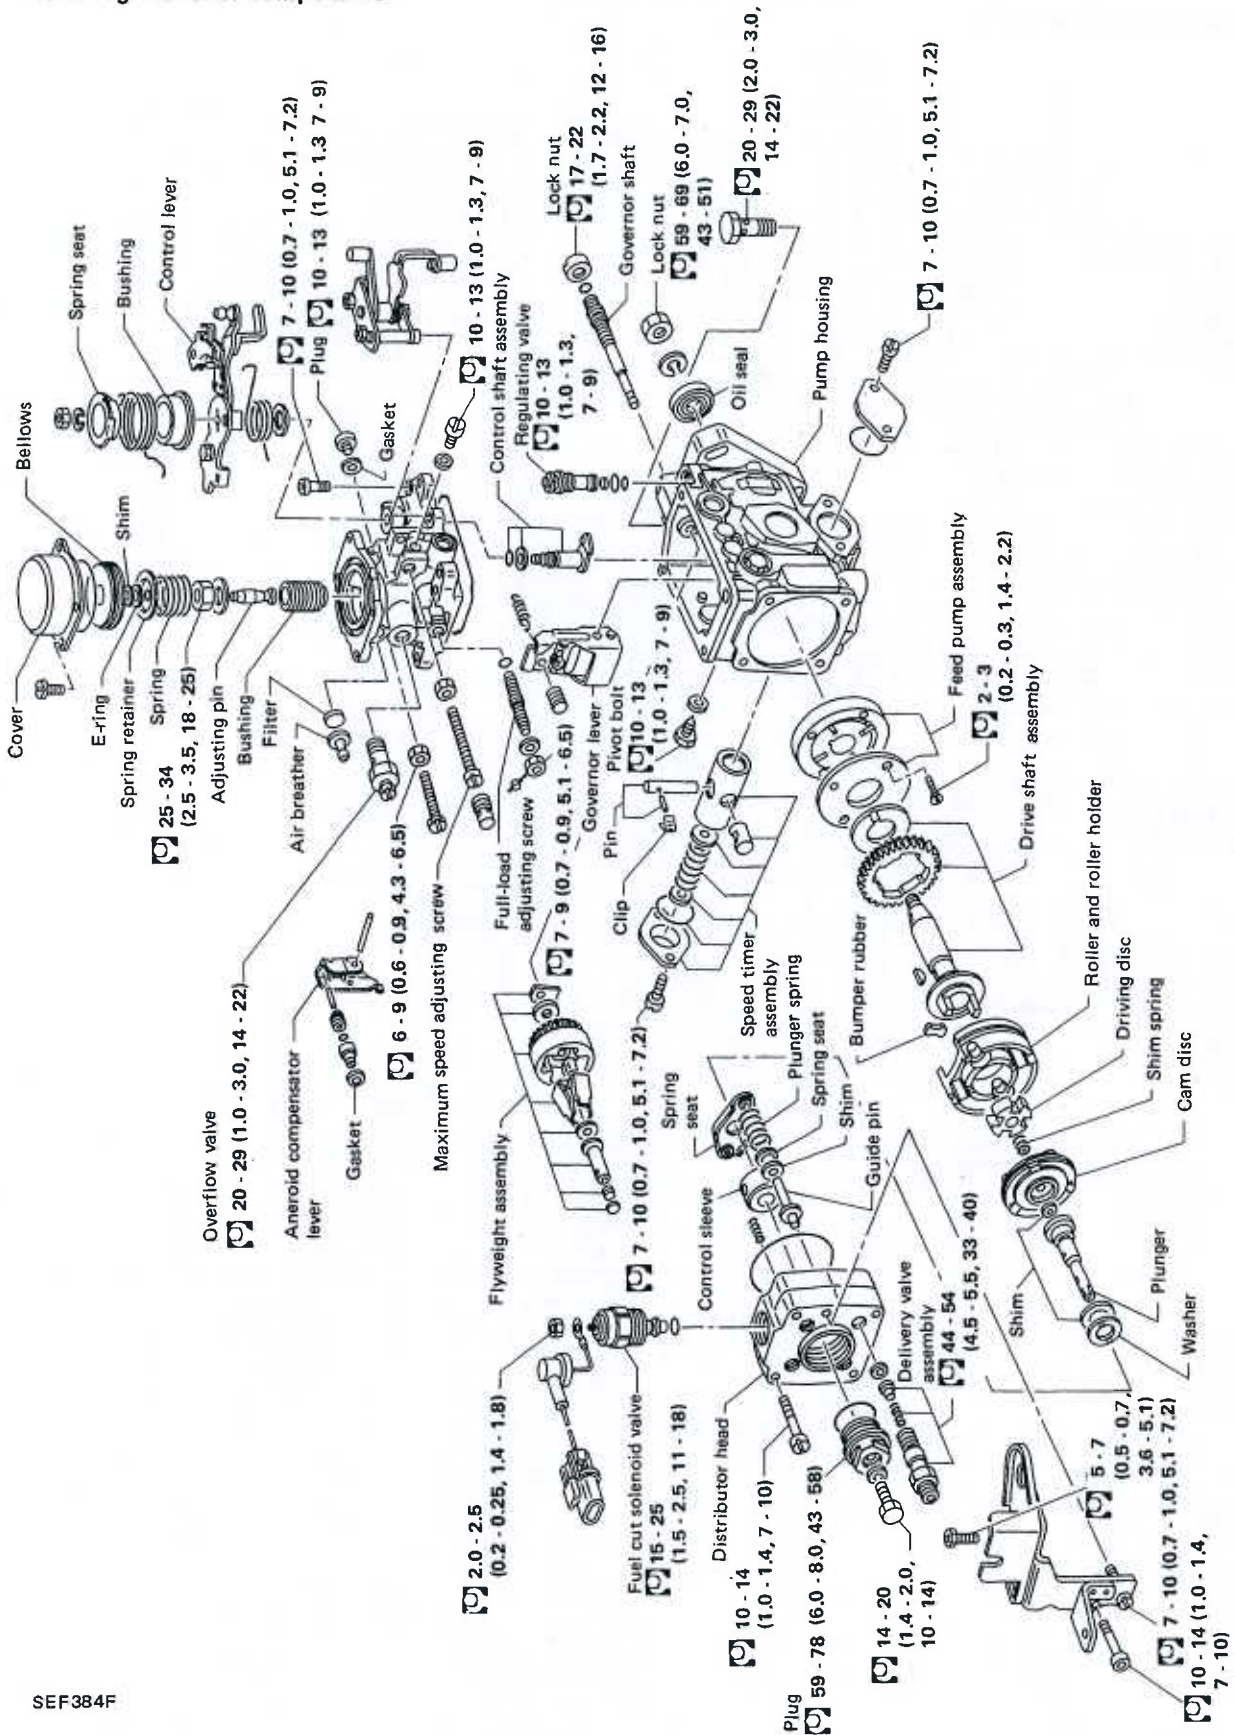 Cover
Bellows
Spring seat
Bushing
Control lever
E-ring
Shim
Spring retainer
Spring
25 - 34
(2.5 - 3.5, 18 - 25)
Adjusting pin
Bushing
Filter
Air breather
7 - 10 (0.7 - 1.0, 5.1 - 7.2)
Plug 10 - 13 (1.0 - 1.3 7 - 9)
Gasket
10 - 13 (1.0 - 1.3, 7 - 9)
Control shaft assembly
Regulating valve
10 - 13
(1.0 - 1.3,
7 - 9)
Lock nut
17 - 22
(1.7 - 2.2, 12 - 16)
Governor shaft
Lock nut
59 - 69 (6.0 - 7.0,
43 - 51)
20 - 29 (2.0 - 3.0,
14 - 22)
Oil seal
Pump housing
7 - 10 (0.7 - 1.0, 5.1 - 7.2)
Overflow valve
20 - 29 (1.0 - 3.0, 14 - 22)
Aneroid compensator
lever
Gasket
6 - 9 (0.6 - 0.9, 4.3 - 6.5)
Maximum speed adjusting screw
Full-load
adjusting screw
7 - 9 (0.7 - 0.9, 5.1 - 6.5)
Governor lever
Pivot bolt
10 - 13
(1.0 - 1.3, 7 - 9)
Pin
Clip
Feed pump assembly
2 - 3
(0.2 - 0.3, 1.4 - 2.2)
Drive shaft assembly
Flyweight assembly
7 - 10 (0.7 - 1.0, 5.1 - 7.2)
Speed timer
assembly
Plunger spring
Spring seat
Shim
Guide pin
Spring
seat
Control sleeve
Bumper rubber
Roller and roller holder
Driving disc
Shim spring
Cam disc
2.0 - 2.5
(0.2 - 0.25, 1.4 - 1.8)
Fuel cut solenoid valve
15 - 25
(1.5 - 2.5, 11 - 18)
Distributor head
10 - 14
(1.0 - 1.4, 7 - 10)
Plug
59 - 78 (6.0 - 8.0, 43 - 58)
14 - 20
(1.4 - 2.0,
10 - 14)
Delivery valve
assembly
44 - 54
(4.5 - 5.5, 33 - 40)
Shim
Plunger
Washer
5 - 7
(0.5 - 0.7,
3.6 - 5.1)
7 - 10 (0.7 - 1.0, 5.1 - 7.2)
10 - 14 (1.0 - 1.4,
7 - 10)
SEF384F